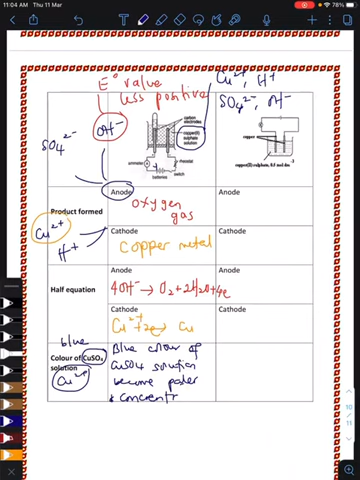 11:04 AM Thu 11 Mar
78%
E° value
less positive
Cu²⁺, H⁺
SO₄²⁻, OH⁻
OH⁻
SO₄²⁻
carbon
electrodes
copper(II)
sulphate
solution
ammeter
rheostat
batteries
switch
copper
copper(II) sulphate, 0.5 mol dm⁻³
Product formed
Anode
oxygen
gas
Anode
Cu²⁺
H⁺
Cathode
copper metal
Cathode
Half equation
Anode
4OH⁻ → O₂ + 2H₂O + 4e
Anode
Cathode
Cu²⁺ + 2e → Cu
Cathode
blue
Colour of CuSO₄
solution
Cu²⁺
Blue colour of
CuSO4 solution
become paler
& concentr
10
11